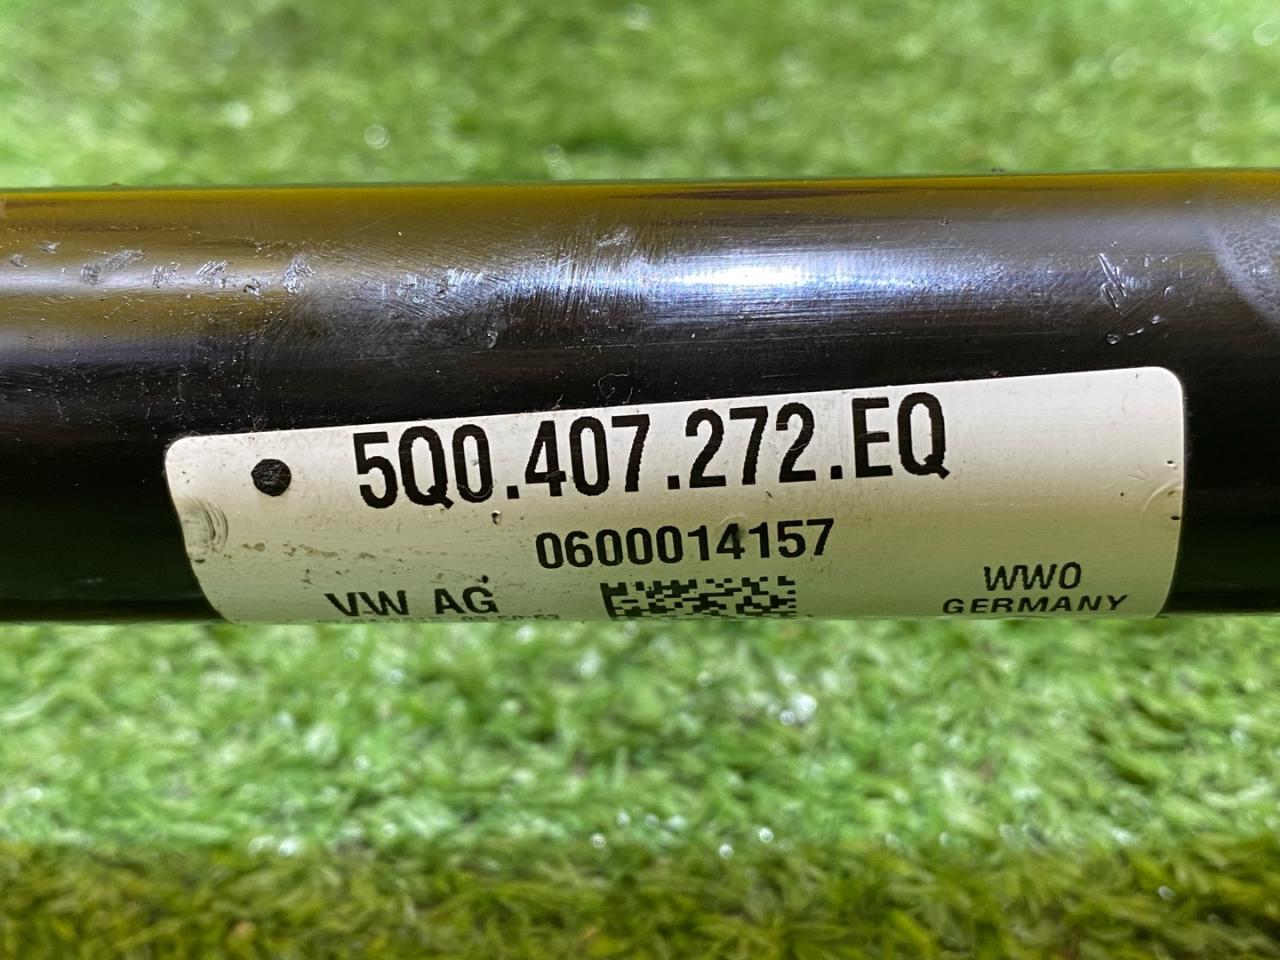 5Q0.407.272.EQ
0600014157
VW AG
WWO
GERMANY